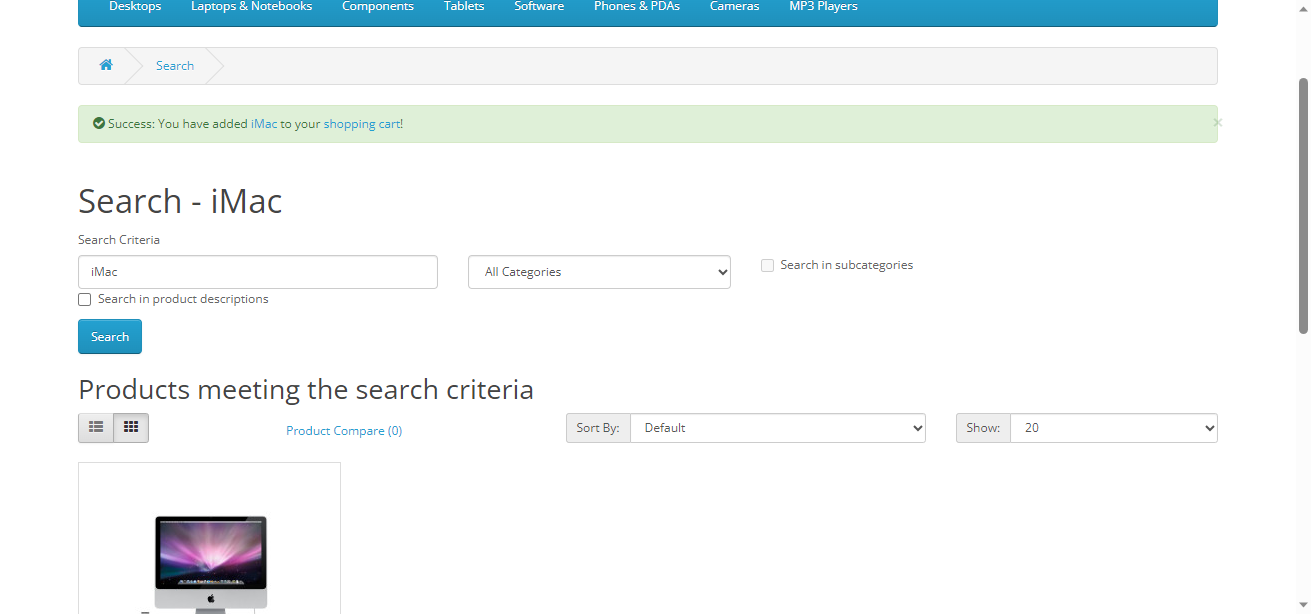 Desktops Laptops & Notebooks Components Tablets Software Phones & PDAs Cameras MP3 Players
Search
Success: You have added iMac to your shopping cart!
×
Search - iMac
Search Criteria
iMac All Categories Search in subcategories
Search in product descriptions
Search
Products meeting the search criteria
Product Compare (0) Sort By: Default Show: 20